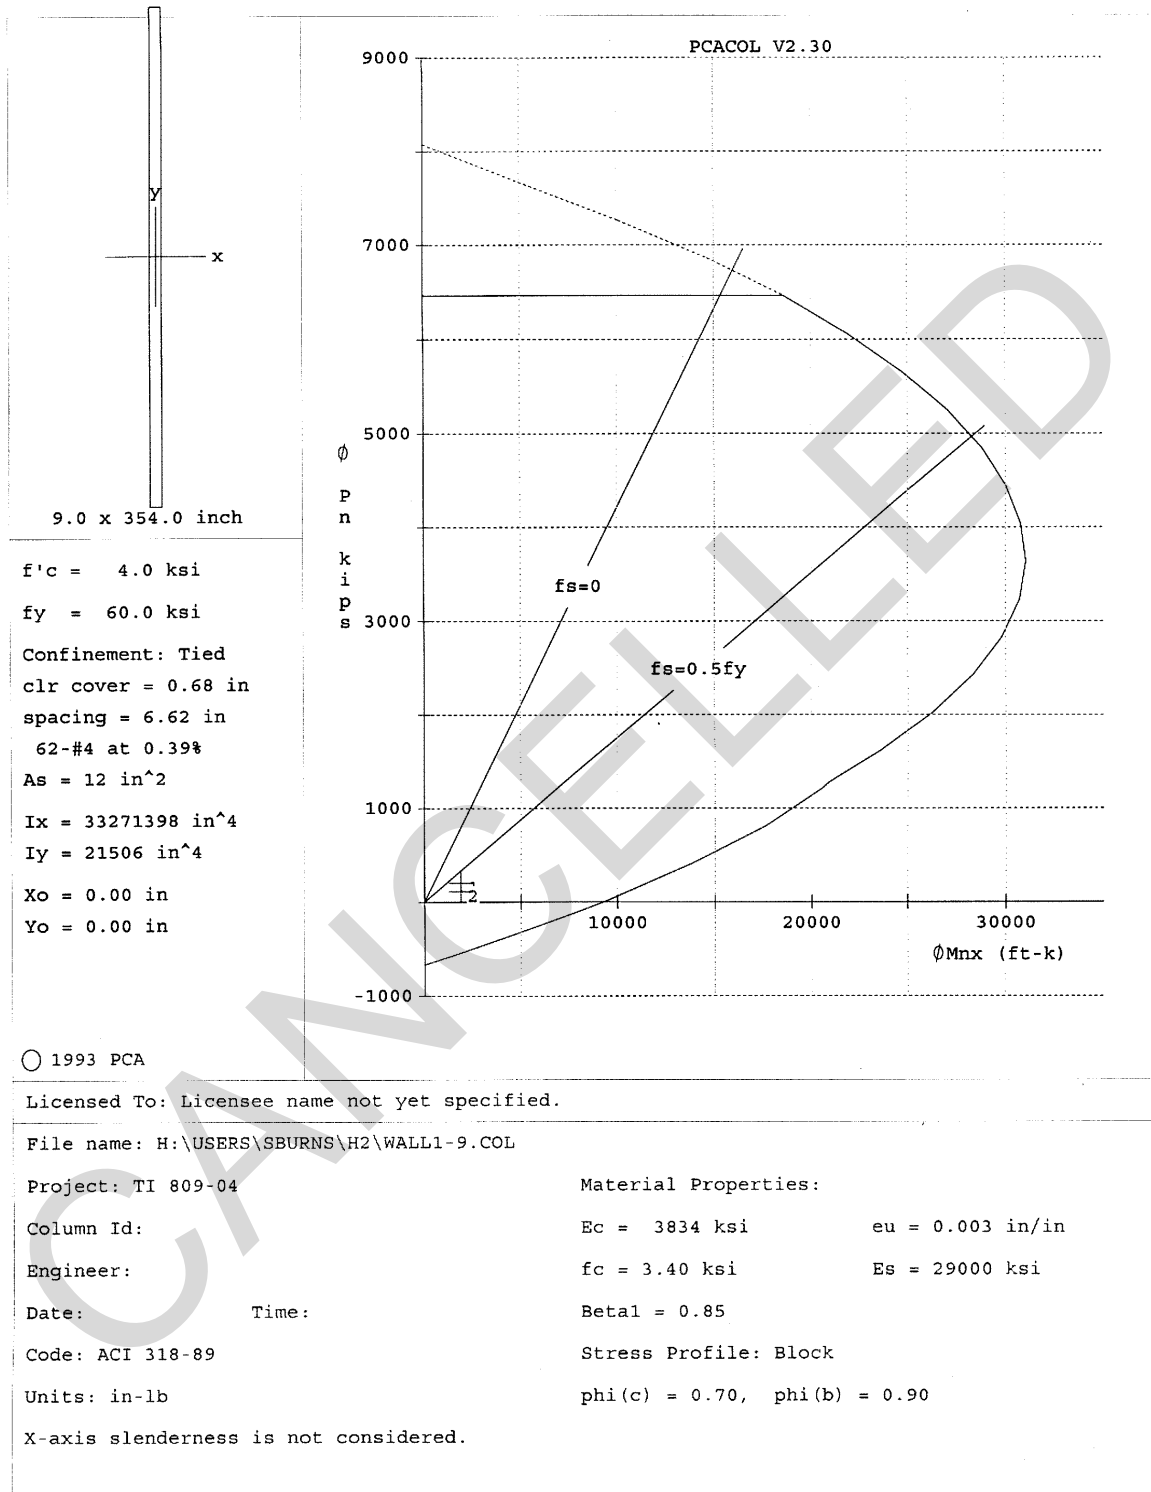 PCACOL V2.30
9000
7000
5000
3000
1000
-1000
10000
20000
30000
ϕ Pn kips
ϕMnx (ft-k)
fs=0
fs=0.5fy
1
2
y
x
9.0 x 354.0 inch
f'c = 4.0 ksi
fy = 60.0 ksi
Confinement: Tied
clr cover = 0.68 in
spacing = 6.62 in
62-#4 at 0.39%
As = 12 in^2
Ix = 33271398 in^4
Iy = 21506 in^4
Xo = 0.00 in
Yo = 0.00 in
1993 PCA
Licensed To: Licensee name not yet specified.
File name: H:\USERS\SBURNS\H2\WALL1-9.COL
Project: TI 809-04
Column Id:
Engineer:
Date: Time:
Code: ACI 318-89
Units: in-lb
X-axis slenderness is not considered.
Material Properties:
Ec = 3834 ksi eu = 0.003 in/in
fc = 3.40 ksi Es = 29000 ksi
Beta1 = 0.85
Stress Profile: Block
phi(c) = 0.70, phi(b) = 0.90
CANCELLED